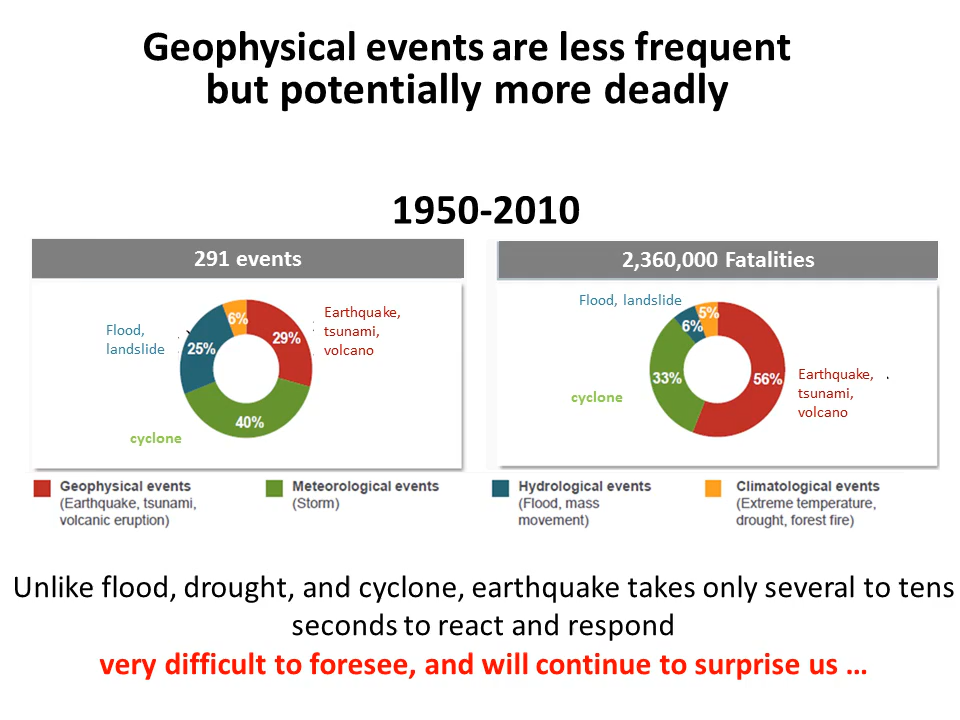 Geophysical events are less frequent
but potentially more deadly
1950-2010
291 events
6%
29%
25%
40%
Earthquake,
tsunami,
volcano
Flood,
landslide
cyclone
2,360,000 Fatalities
Flood, landslide
5%
6%
33%
56%
Earthquake,
tsunami,
volcano
cyclone
Geophysical events
(Earthquake, tsunami,
volcanic eruption)
Meteorological events
(Storm)
Hydrological events
(Flood, mass
movement)
Climatological events
(Extreme temperature,
drought, forest fire)
Unlike flood, drought, and cyclone, earthquake takes only several to tens
seconds to react and respond
very difficult to foresee, and will continue to surprise us …